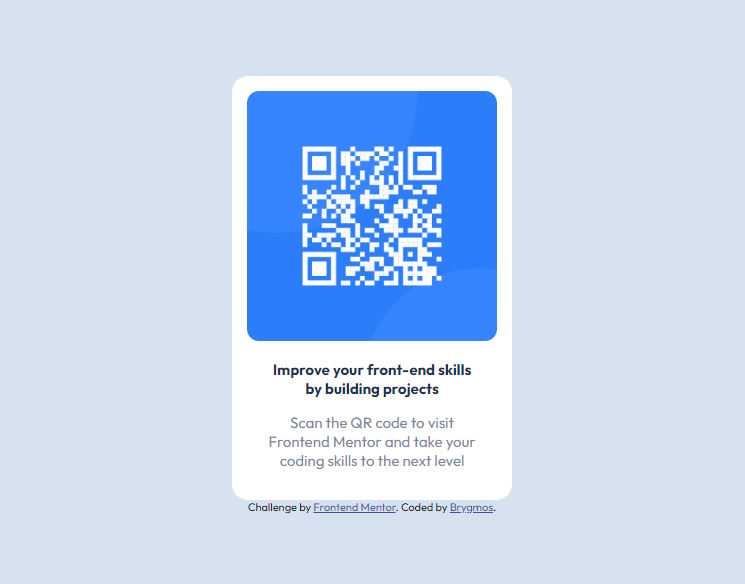 Improve your front-end skills
by building projects
Scan the QR code to visit
Frontend Mentor and take your
coding skills to the next level
Challenge by Frontend Mentor. Coded by Brygmos.